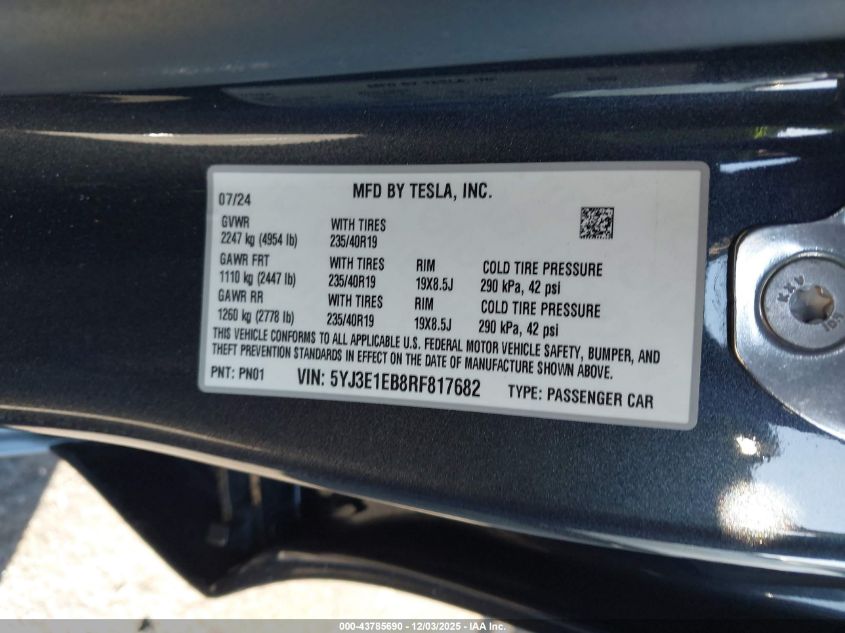 MFD BY TESLA, INC.
07/24
GVWR WITH TIRES
2247 kg (4954 lb) 235/40R19
GAWR FRT WITH TIRES RIM COLD TIRE PRESSURE
1110 kg (2447 lb) 235/40R19 19X8.5J 290 kPa, 42 psi
GAWR RR WITH TIRES RIM COLD TIRE PRESSURE
1260 kg (2778 lb) 235/40R19 19X8.5J 290 kPa, 42 psi
THIS VEHICLE CONFORMS TO ALL APPLICABLE U.S. FEDERAL MOTOR VEHICLE SAFETY, BUMPER, AND
THEFT PREVENTION STANDARDS IN EFFECT ON THE DATE OF MANUFACTURE SHOWN ABOVE.
PNT: PN01 VIN: 5YJ3E1EB8RF817682 TYPE: PASSENGER CAR
000-43785690 - 12/03/2025 - IAA Inc.